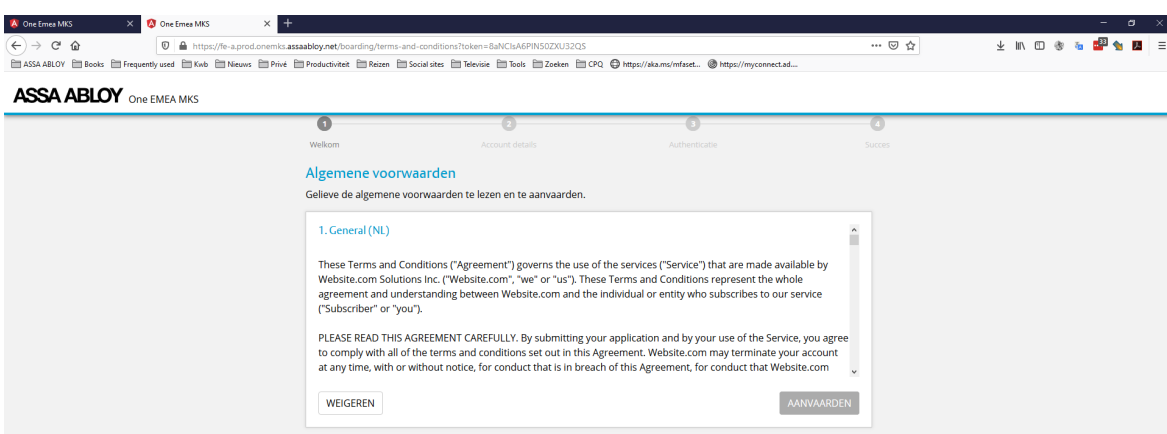 One Emea MKS
One Emea MKS
https://fe-a.prod.onemks.assaabloy.net/boarding/terms-and-conditions?token=8aNCIsA6PIN50ZXU32QS
33
ASSA ABLOY Books Frequently used Kwb Nieuws Privé Productiviteit Reizen Social sites Televisie Tools Zoeken CPQ https://aka.ms/mfaset... https://myconnect.ad...
ASSA ABLOY One EMEA MKS
1 2 3 4
Welkom Account details Authenticatie Succes
Algemene voorwaarden
Gelieve de algemene voorwaarden te lezen en te aanvaarden.
1. General (NL)
These Terms and Conditions ("Agreement") governs the use of the services ("Service") that are made available by
Website.com Solutions Inc. ("Website.com", "we" or "us"). These Terms and Conditions represent the whole
agreement and understanding between Website.com and the individual or entity who subscribes to our service
("Subscriber" or "you").
PLEASE READ THIS AGREEMENT CAREFULLY. By submitting your application and by your use of the Service, you agree
to comply with all of the terms and conditions set out in this Agreement. Website.com may terminate your account
at any time, with or without notice, for conduct that is in breach of this Agreement, for conduct that Website.com
WEIGEREN AANVAARDEN